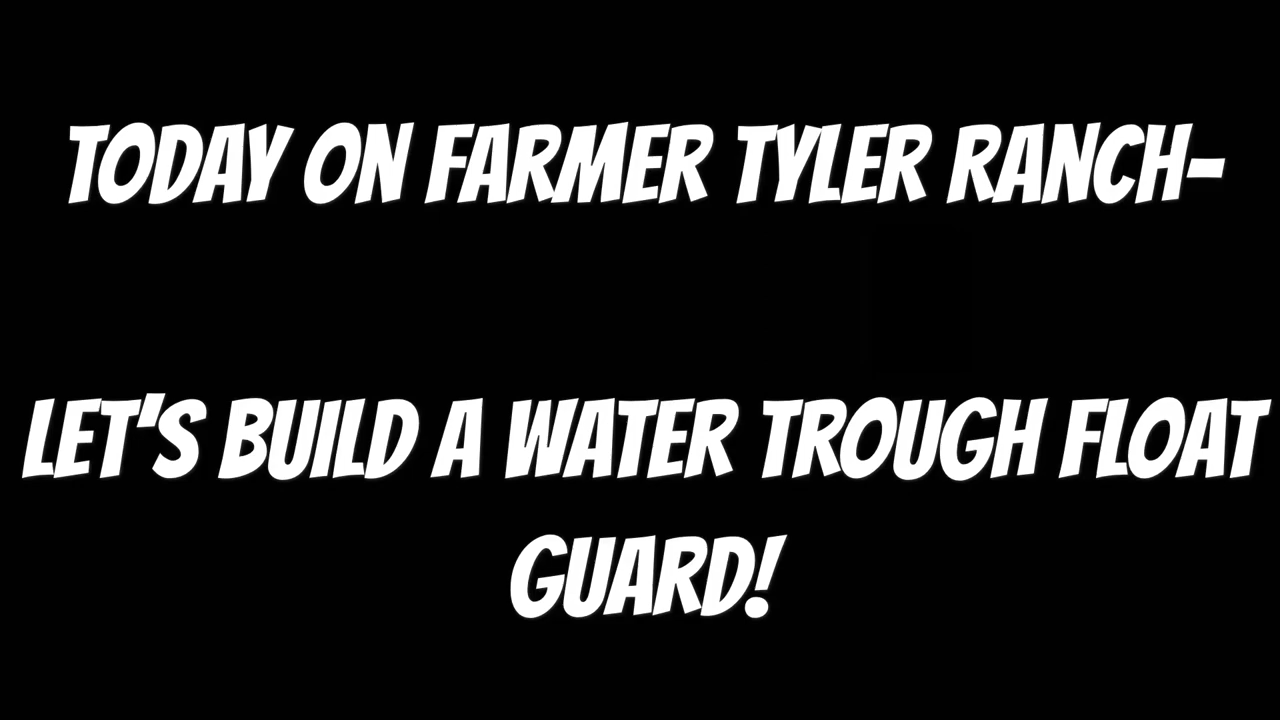 TODAY ON FARMER TYLER RANCH-
LET'S BUILD A WATER TROUGH FLOAT
GUARD!